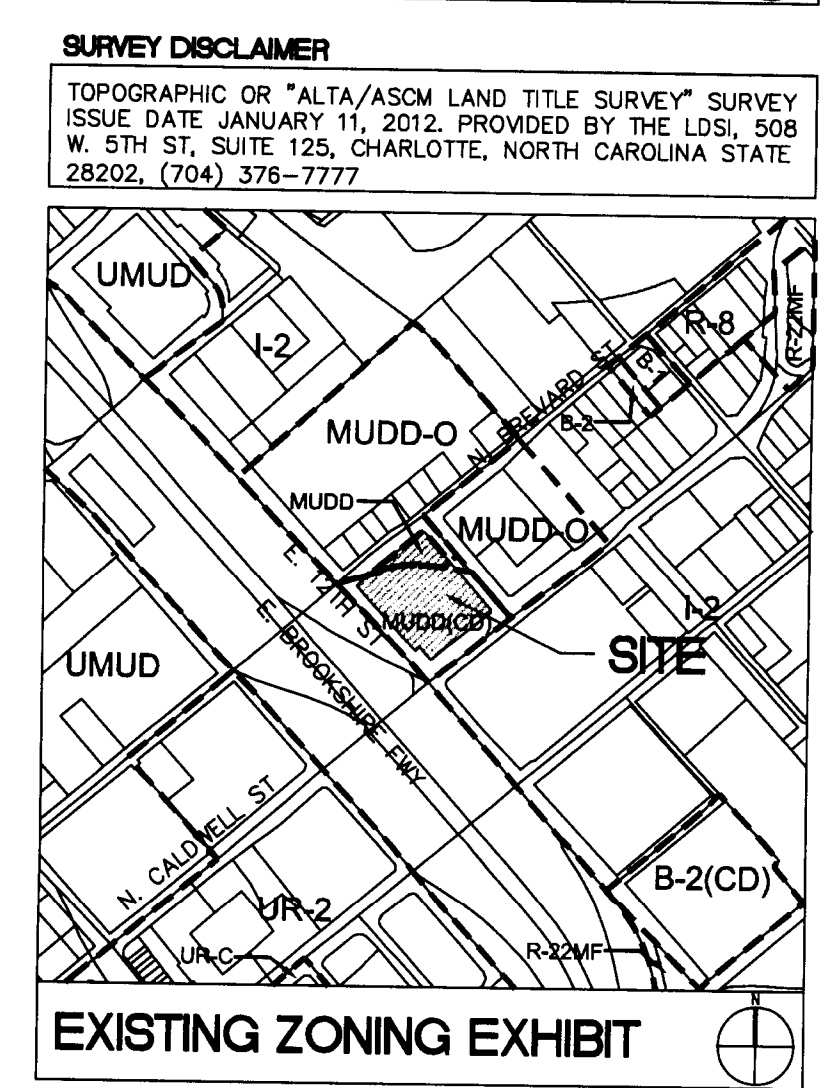 SURVEY DISCLAIMER
TOPOGRAPHIC OR "ALTA/ASCM LAND TITLE SURVEY" SURVEY
ISSUE DATE JANUARY 11, 2012. PROVIDED BY THE LDSI, 508
W. 5TH ST, SUITE 125, CHARLOTTE, NORTH CAROLINA STATE
28202, (704) 376-7777
UMUD
I-2
R-8
R-22MF
B-1
B-2
N. BREVARD ST
MUDD-O
MUDD
MUDD-O
E. 12TH ST
MUDD(CD)
I-2
SITE
E. BROOKSHIRE FWY
UMUD
N. CALDWELL ST
B-2(CD)
UR-2
UR-C
R-22MF
EXISTING ZONING EXHIBIT
N